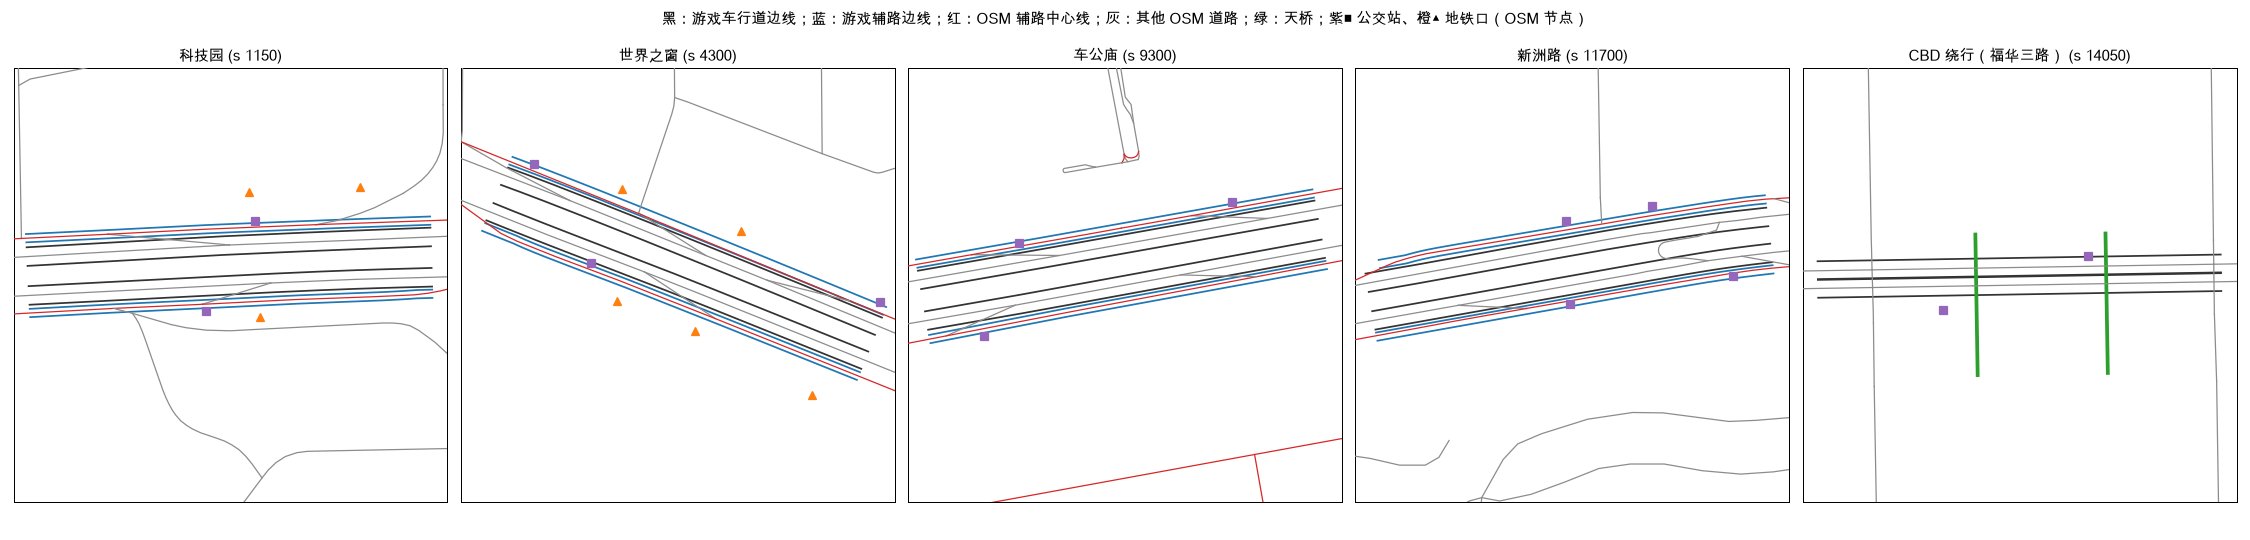 黑：游戏车行道边线；蓝：游戏辅路边线；红：OSM 辅路中心线；灰：其他 OSM 道路；绿：天桥；紫■ 公交站、橙▲ 地铁口（OSM 节点）
科技园 (s 1150)
世界之窗 (s 4300)
车公庙 (s 9300)
新洲路 (s 11700)
CBD 绕行（福华三路） (s 14050)